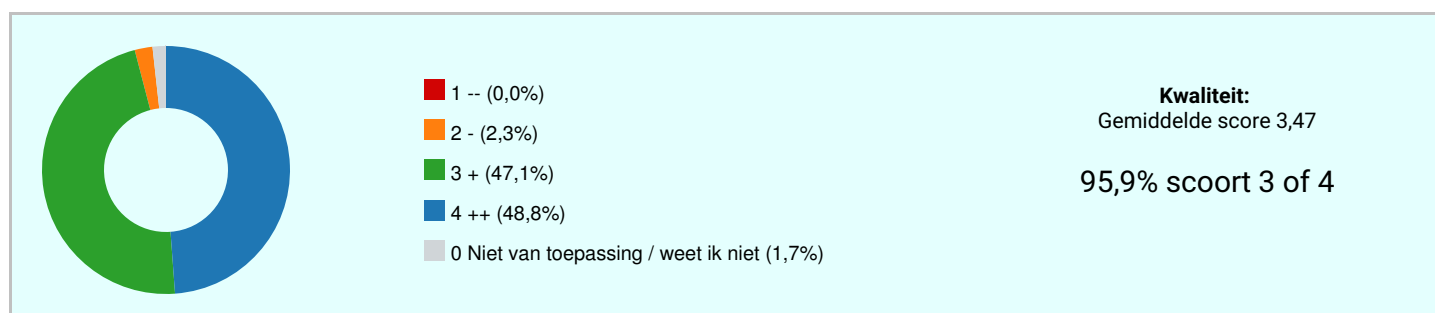 1 -- (0,0%)
2 - (2,3%)
3 + (47,1%)
4 ++ (48,8%)
0 Niet van toepassing / weet ik niet (1,7%)
Kwaliteit:
Gemiddelde score 3,47
95,9% scoort 3 of 4